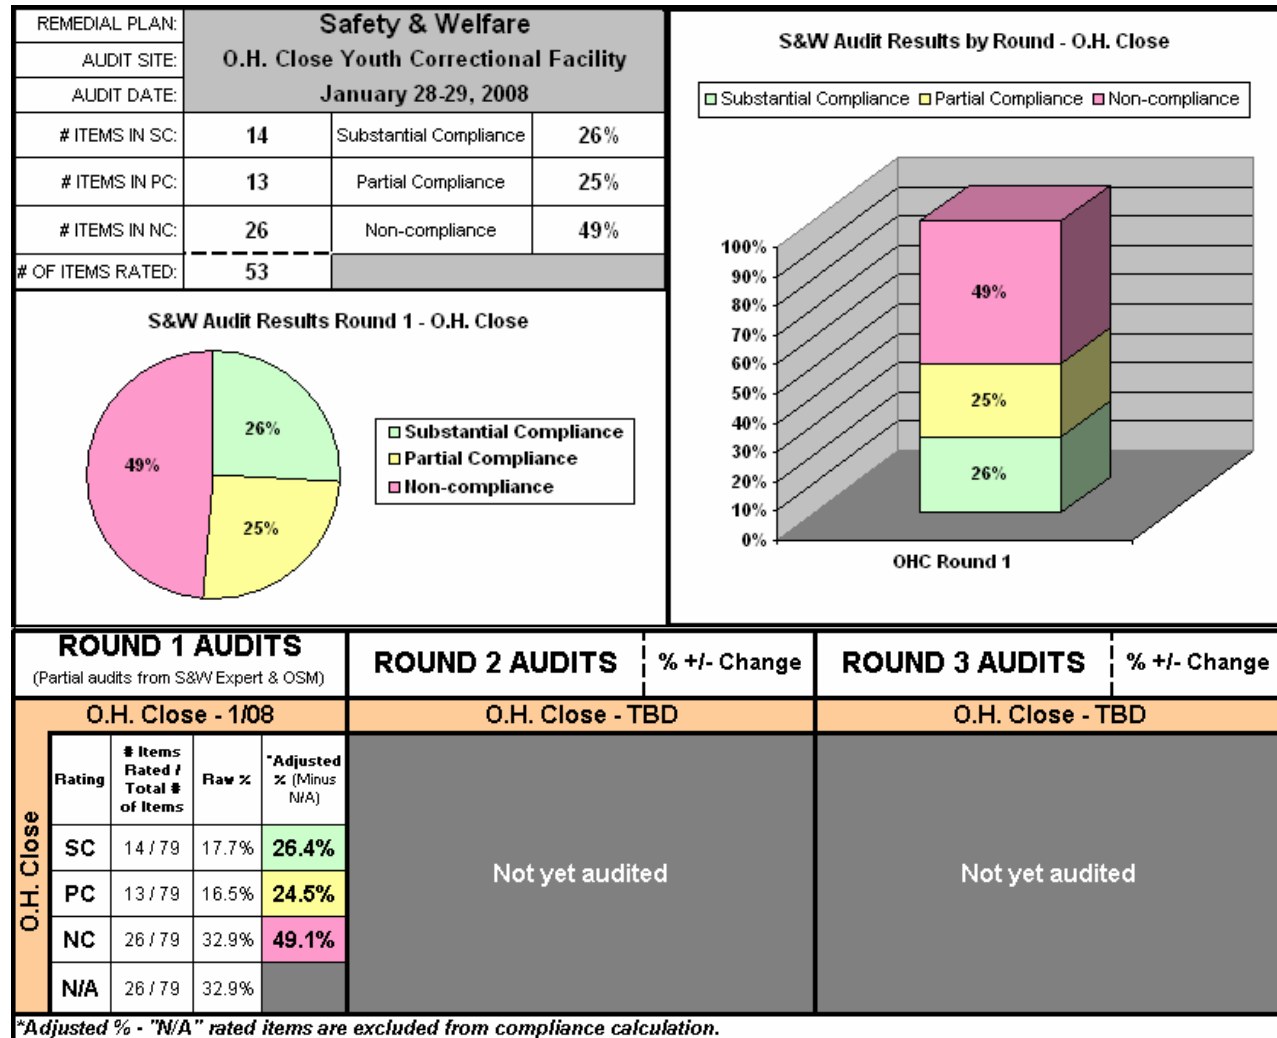 REMEDIAL PLAN: Safety & Welfare
AUDIT SITE: O.H. Close Youth Correctional Facility
AUDIT DATE: January 28-29, 2008
# ITEMS IN SC: 14 Substantial Compliance 26%
# ITEMS IN PC: 13 Partial Compliance 25%
# ITEMS IN NC: 26 Non-compliance 49%
# OF ITEMS RATED: 53
S&W Audit Results Round 1 - O.H. Close
26%
49%
25%
Substantial Compliance
Partial Compliance
Non-compliance
S&W Audit Results by Round - O.H. Close
Substantial Compliance Partial Compliance Non-compliance
100%
90%
80%
70%
60%
50%
40%
30%
20%
10%
0%
49%
25%
26%
OHC Round 1
ROUND 1 AUDITS
(Partial audits from S&W Expert & OSM)
ROUND 2 AUDITS % +/- Change
ROUND 3 AUDITS % +/- Change
O.H. Close - 1/08
O.H. Close - TBD
O.H. Close - TBD
O.H. Close
Rating
# Items
Rated /
Total #
of Items
Raw %
*Adjusted
% (Minus
N/A)
SC 14 / 79 17.7% 26.4%
PC 13 / 79 16.5% 24.5%
NC 26 / 79 32.9% 49.1%
N/A 26 / 79 32.9%
Not yet audited
Not yet audited
*Adjusted % - "N/A" rated items are excluded from compliance calculation.